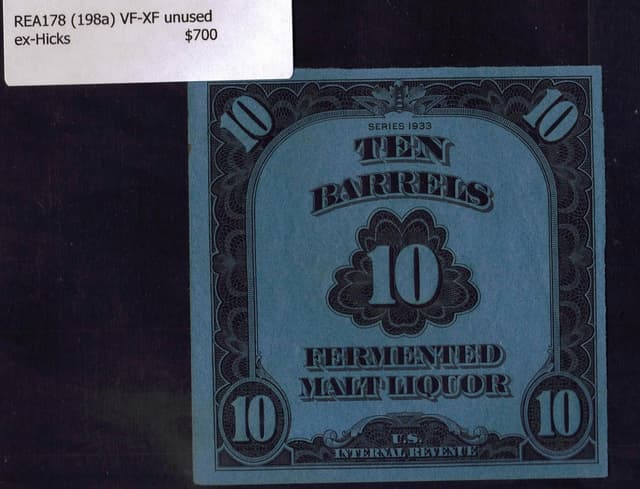 REA178 (198a) VF-XF unused
ex-Hicks $700
10 10
SERIES 1933
TEN
BARRELS
10
FERMENTED
MALT LIQUOR
10 10
U.S.
INTERNAL REVENUE